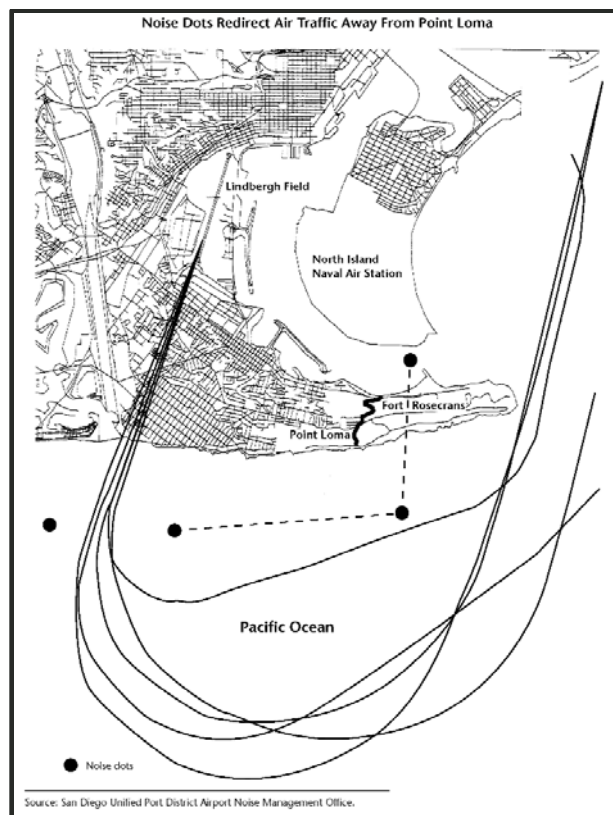 Noise Dots Redirect Air Traffic Away From Point Loma
Lindbergh Field
North Island
Naval Air Station
Fort Rosecrans
Point Loma
Pacific Ocean
Noise dots
Source: San Diego Unified Port District Airport Noise Management Office.